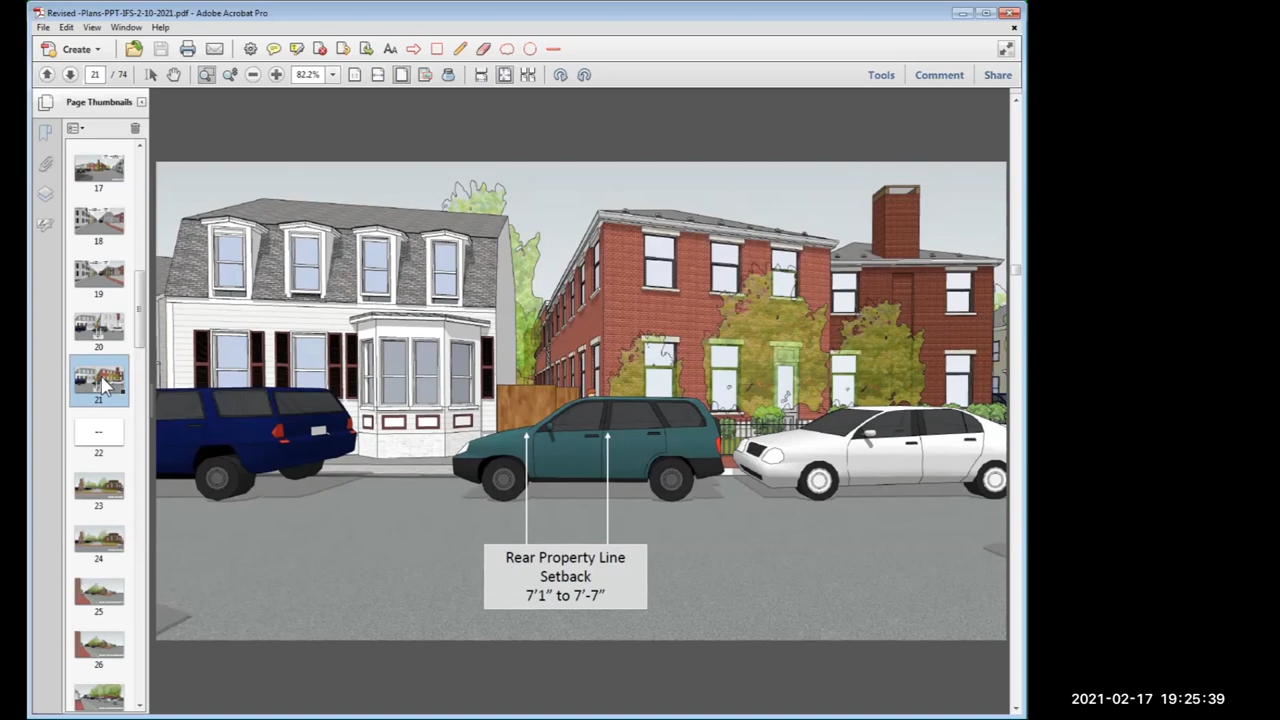 Revised -Plans-PPT-IFS-2-10-2021.pdf - Adobe Acrobat Pro
File Edit View Window Help
Create
21 / 74 82.2% Tools Comment Share
Page Thumbnails
17
18
19
20
21
--
22
23
24
25
26
Rear Property Line
Setback
7’1” to 7’-7”
2021-02-17 19:25:39